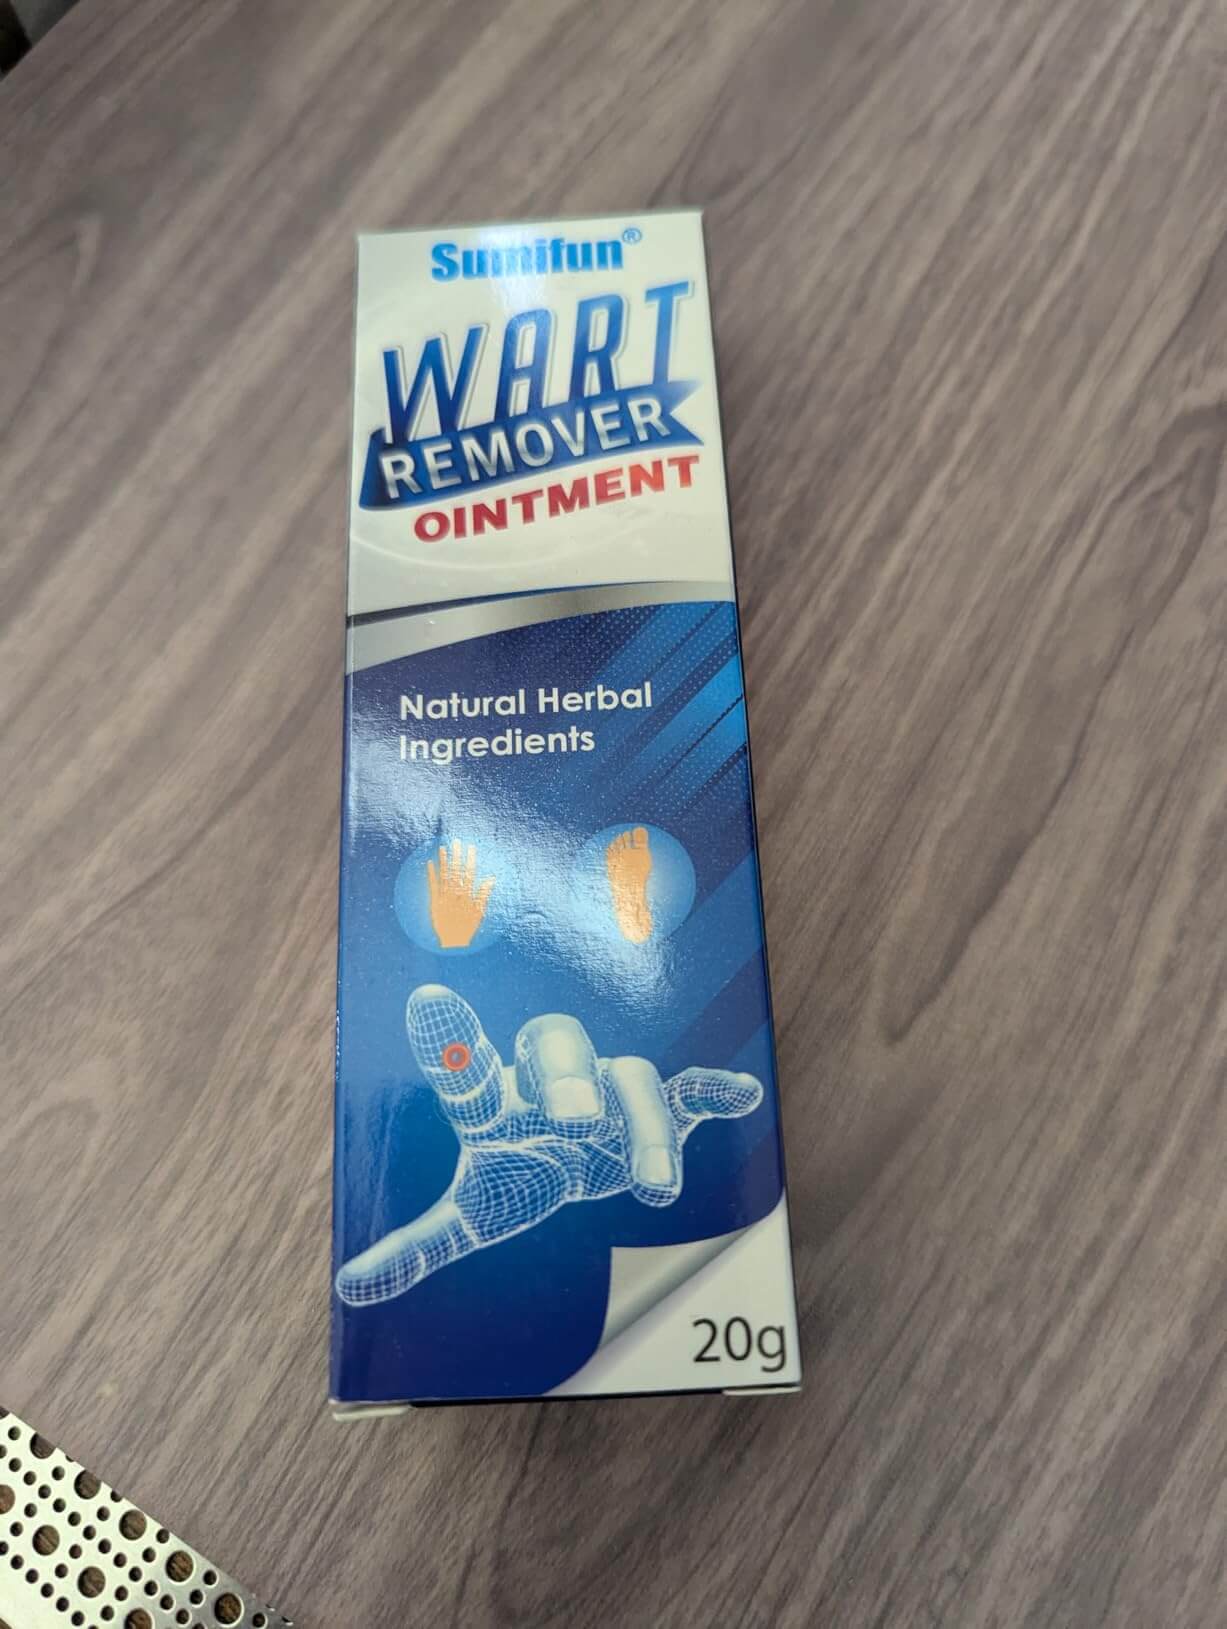 Sumifun®
WART
REMOVER
OINTMENT
Natural Herbal
Ingredients
20g